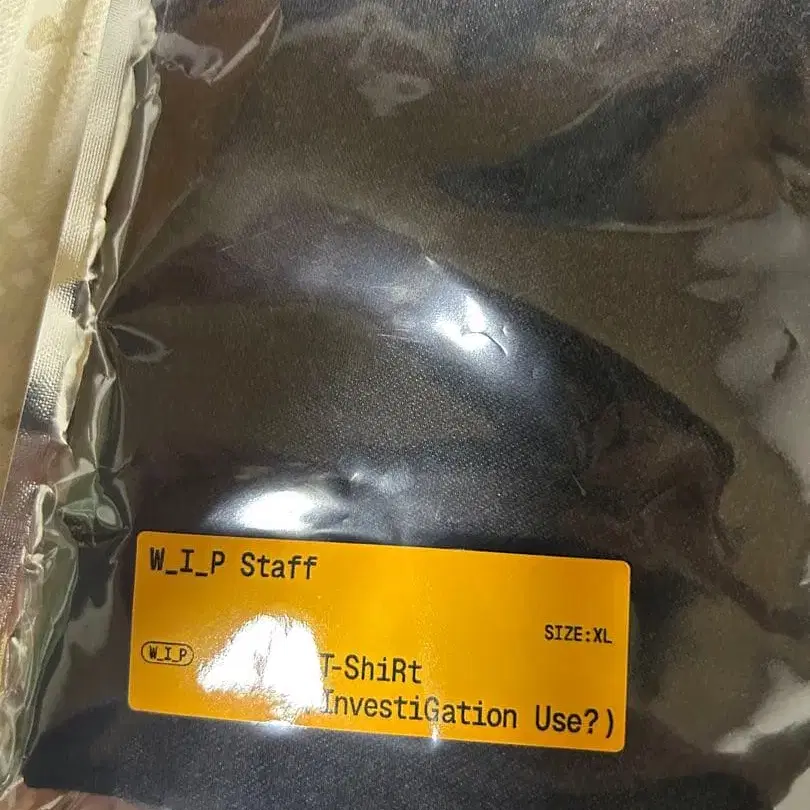 W_I_P Staff
SIZE:XL
W_I_P
T-ShiRt
InvestiGation Use?)